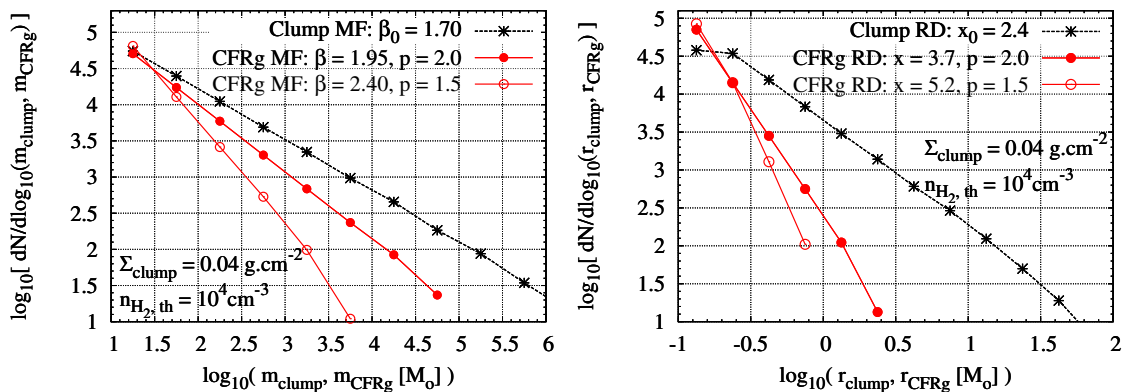 Clump MF: β0 = 1.70
CFRg MF: β = 1.95, p = 2.0
CFRg MF: β = 2.40, p = 1.5
log10[ dN/dlog10(mclump, mCFRg) ]
5
4.5
4
3.5
3
2.5
2
1.5
1
Σclump = 0.04 g.cm-2
nH2, th = 10^4cm-3
1 1.5 2 2.5 3 3.5 4 4.5 5 5.5 6
log10( mclump, mCFRg [Mo] )
Clump RD: x0 = 2.4
CFRg RD: x = 3.7, p = 2.0
CFRg RD: x = 5.2, p = 1.5
log10[ dN/dlog10(rclump, rCFRg) ]
5
4.5
4
3.5
3
2.5
2
1.5
1
Σclump = 0.04 g.cm-2
nH2, th = 10^4cm-3
-1 -0.5 0 0.5 1 1.5 2
log10( rclump, rCFRg [Mo] )